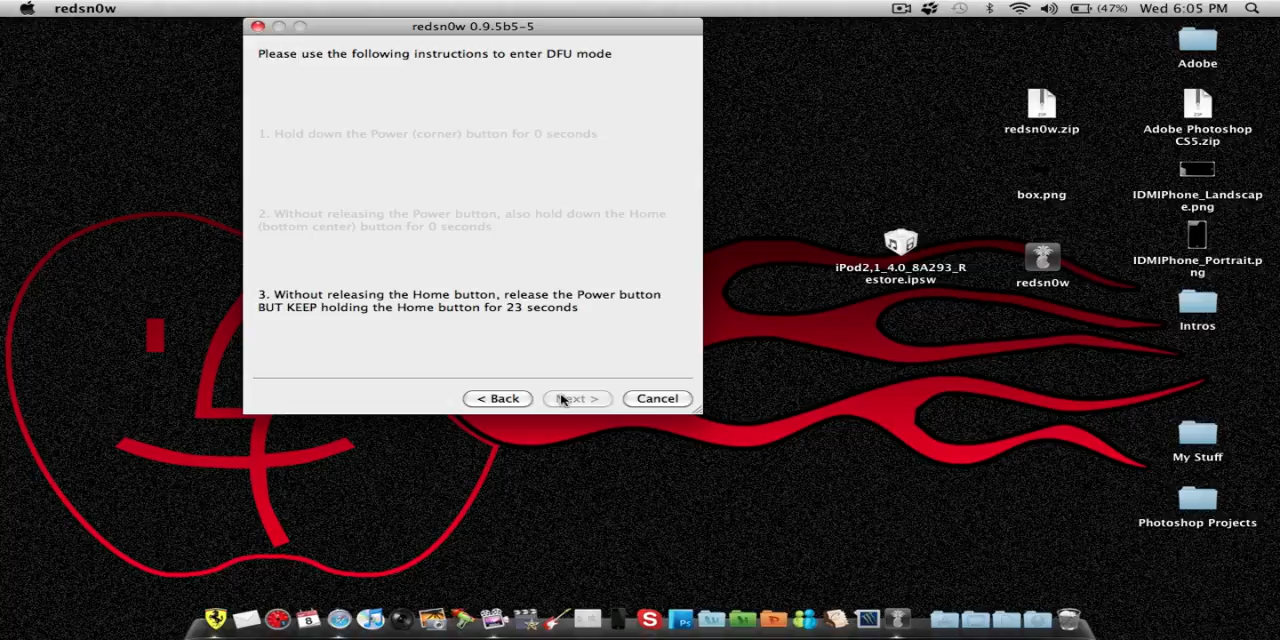 redsn0w
(47%) Wed 6:05 PM
redsn0w 0.9.5b5-5
Please use the following instructions to enter DFU mode
1. Hold down the Power (corner) button for 0 seconds
2. Without releasing the Power button, also hold down the Home
(bottom center) button for 0 seconds
3. Without releasing the Home button, release the Power button
BUT KEEP holding the Home button for 23 seconds
< Back
Next >
Cancel
Adobe
redsn0w.zip
Adobe Photoshop
CS5.zip
box.png
IDMIPhone_Landscap
e.png
iPod2,1_4.0_8A293_R
estore.ipsw
redsn0w
IDMIPhone_Portrait.p
ng
Intros
My Stuff
Photoshop Projects
8
S
Ps